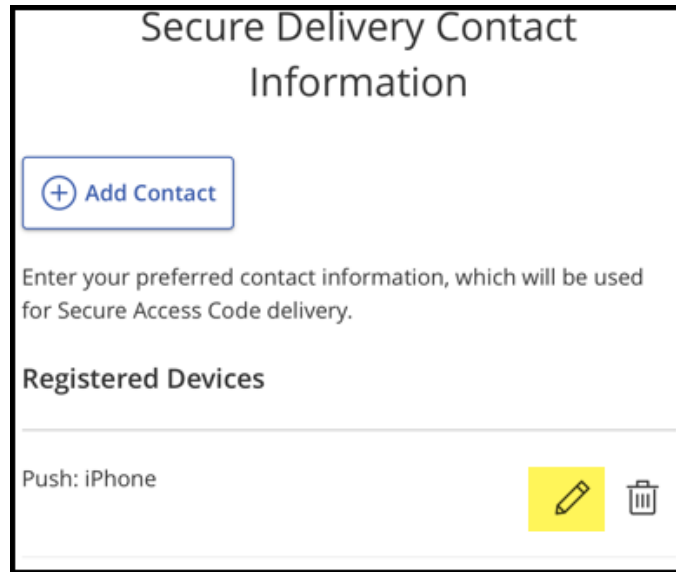 Secure Delivery Contact
Information
Add Contact
Enter your preferred contact information, which will be used
for Secure Access Code delivery.
Registered Devices
Push: iPhone